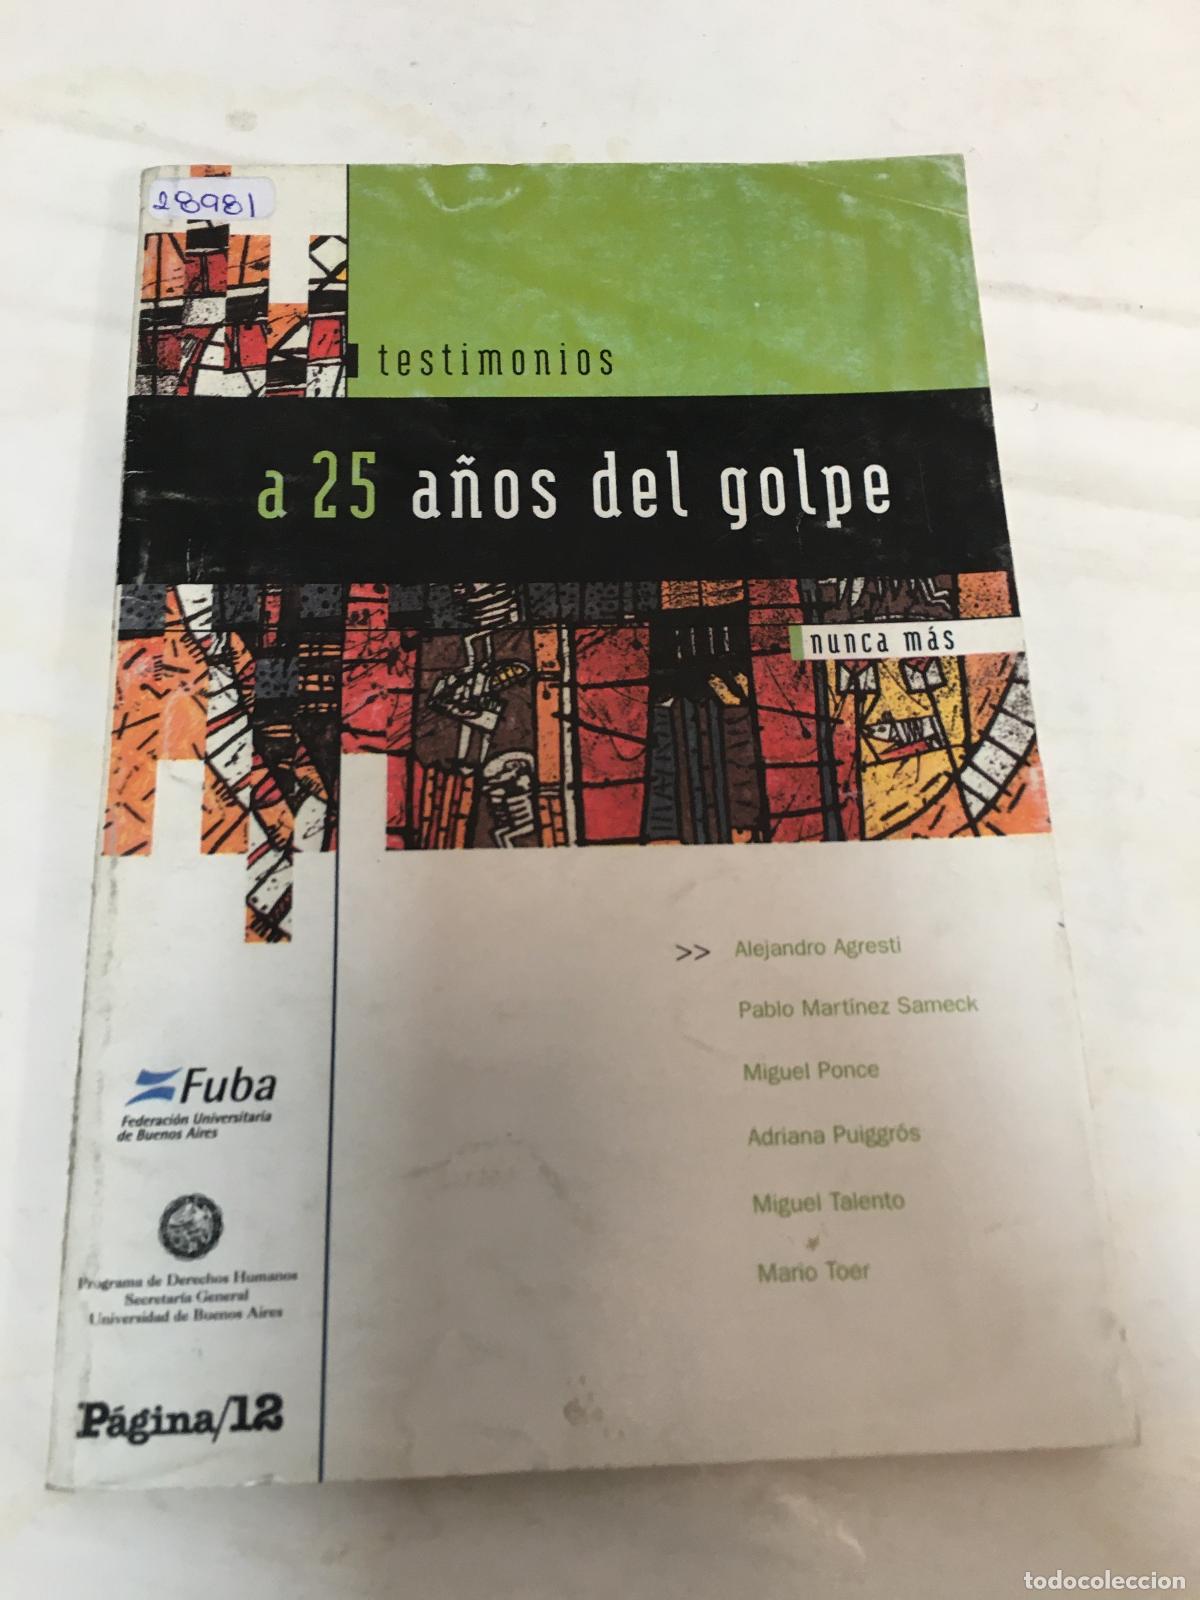 28981
testimonios
a 25 años del golpe
nunca más
>> Alejandro Agresti
Pablo Martínez Sameck
Miguel Ponce
Adriana Puiggrós
Miguel Talento
Mario Toer
Fuba
Federación Universitaria
de Buenos Aires
Programa de Derechos Humanos
Secretaría General
Universidad de Buenos Aires
Página/12
todocoleccion